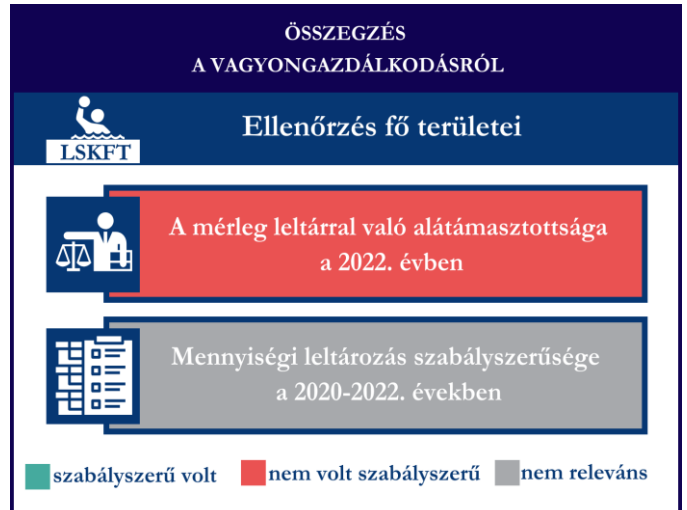 ÖSSZEGZÉS
A VAGYONGAZDÁLKODÁSRÓL
LSKFT
Ellenőrzés fő területei
A mérleg leltárral való alátámasztottsága
a 2022. évben
Mennyiségi leltározás szabályszerűsége
a 2020-2022. években
szabályszerű volt
nem volt szabályszerű
nem releváns